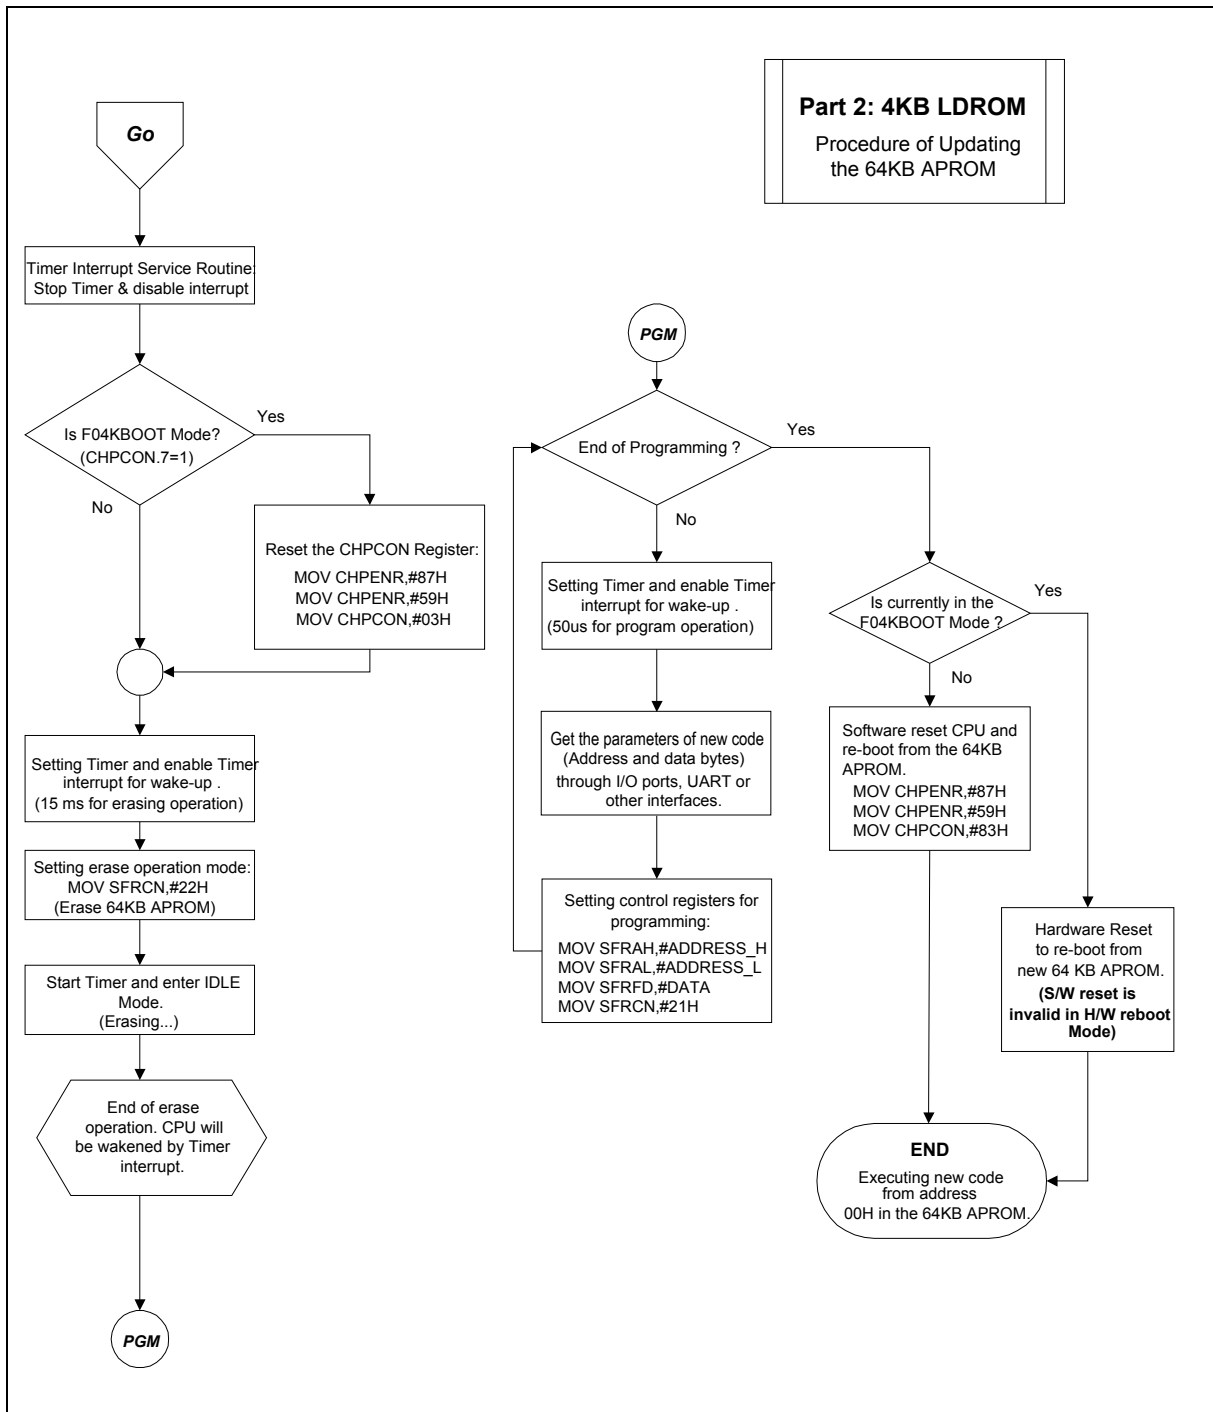 Part 2: 4KB LDROM
Procedure of Updating
the 64KB APROM
Go
Timer Interrupt Service Routine:
Stop Timer & disable interrupt
Is F04KBOOT Mode?
(CHPCON.7=1)
Yes
No
Reset the CHPCON Register:
MOV CHPENR,#87H
MOV CHPENR,#59H
MOV CHPCON,#03H
Setting Timer and enable Timer
interrupt for wake-up .
(15 ms for erasing operation)
Setting erase operation mode:
MOV SFRCN,#22H
(Erase 64KB APROM)
Start Timer and enter IDLE
Mode.
(Erasing...)
End of erase
operation. CPU will
be wakened by Timer
interrupt.
PGM
PGM
End of Programming ?
Yes
No
Setting Timer and enable Timer
interrupt for wake-up .
(50us for program operation)
Get the parameters of new code
(Address and data bytes)
through I/O ports, UART or
other interfaces.
Setting control registers for
programming:
MOV SFRAH,#ADDRESS_H
MOV SFRAL,#ADDRESS_L
MOV SFRFD,#DATA
MOV SFRCN,#21H
Is currently in the
F04KBOOT Mode ?
Yes
No
Software reset CPU and
re-boot from the 64KB
APROM.
MOV CHPENR,#87H
MOV CHPENR,#59H
MOV CHPCON,#83H
Hardware Reset
to re-boot from
new 64 KB APROM.
(S/W reset is
invalid in H/W reboot
Mode)
END
Executing new code
from address
00H in the 64KB APROM.